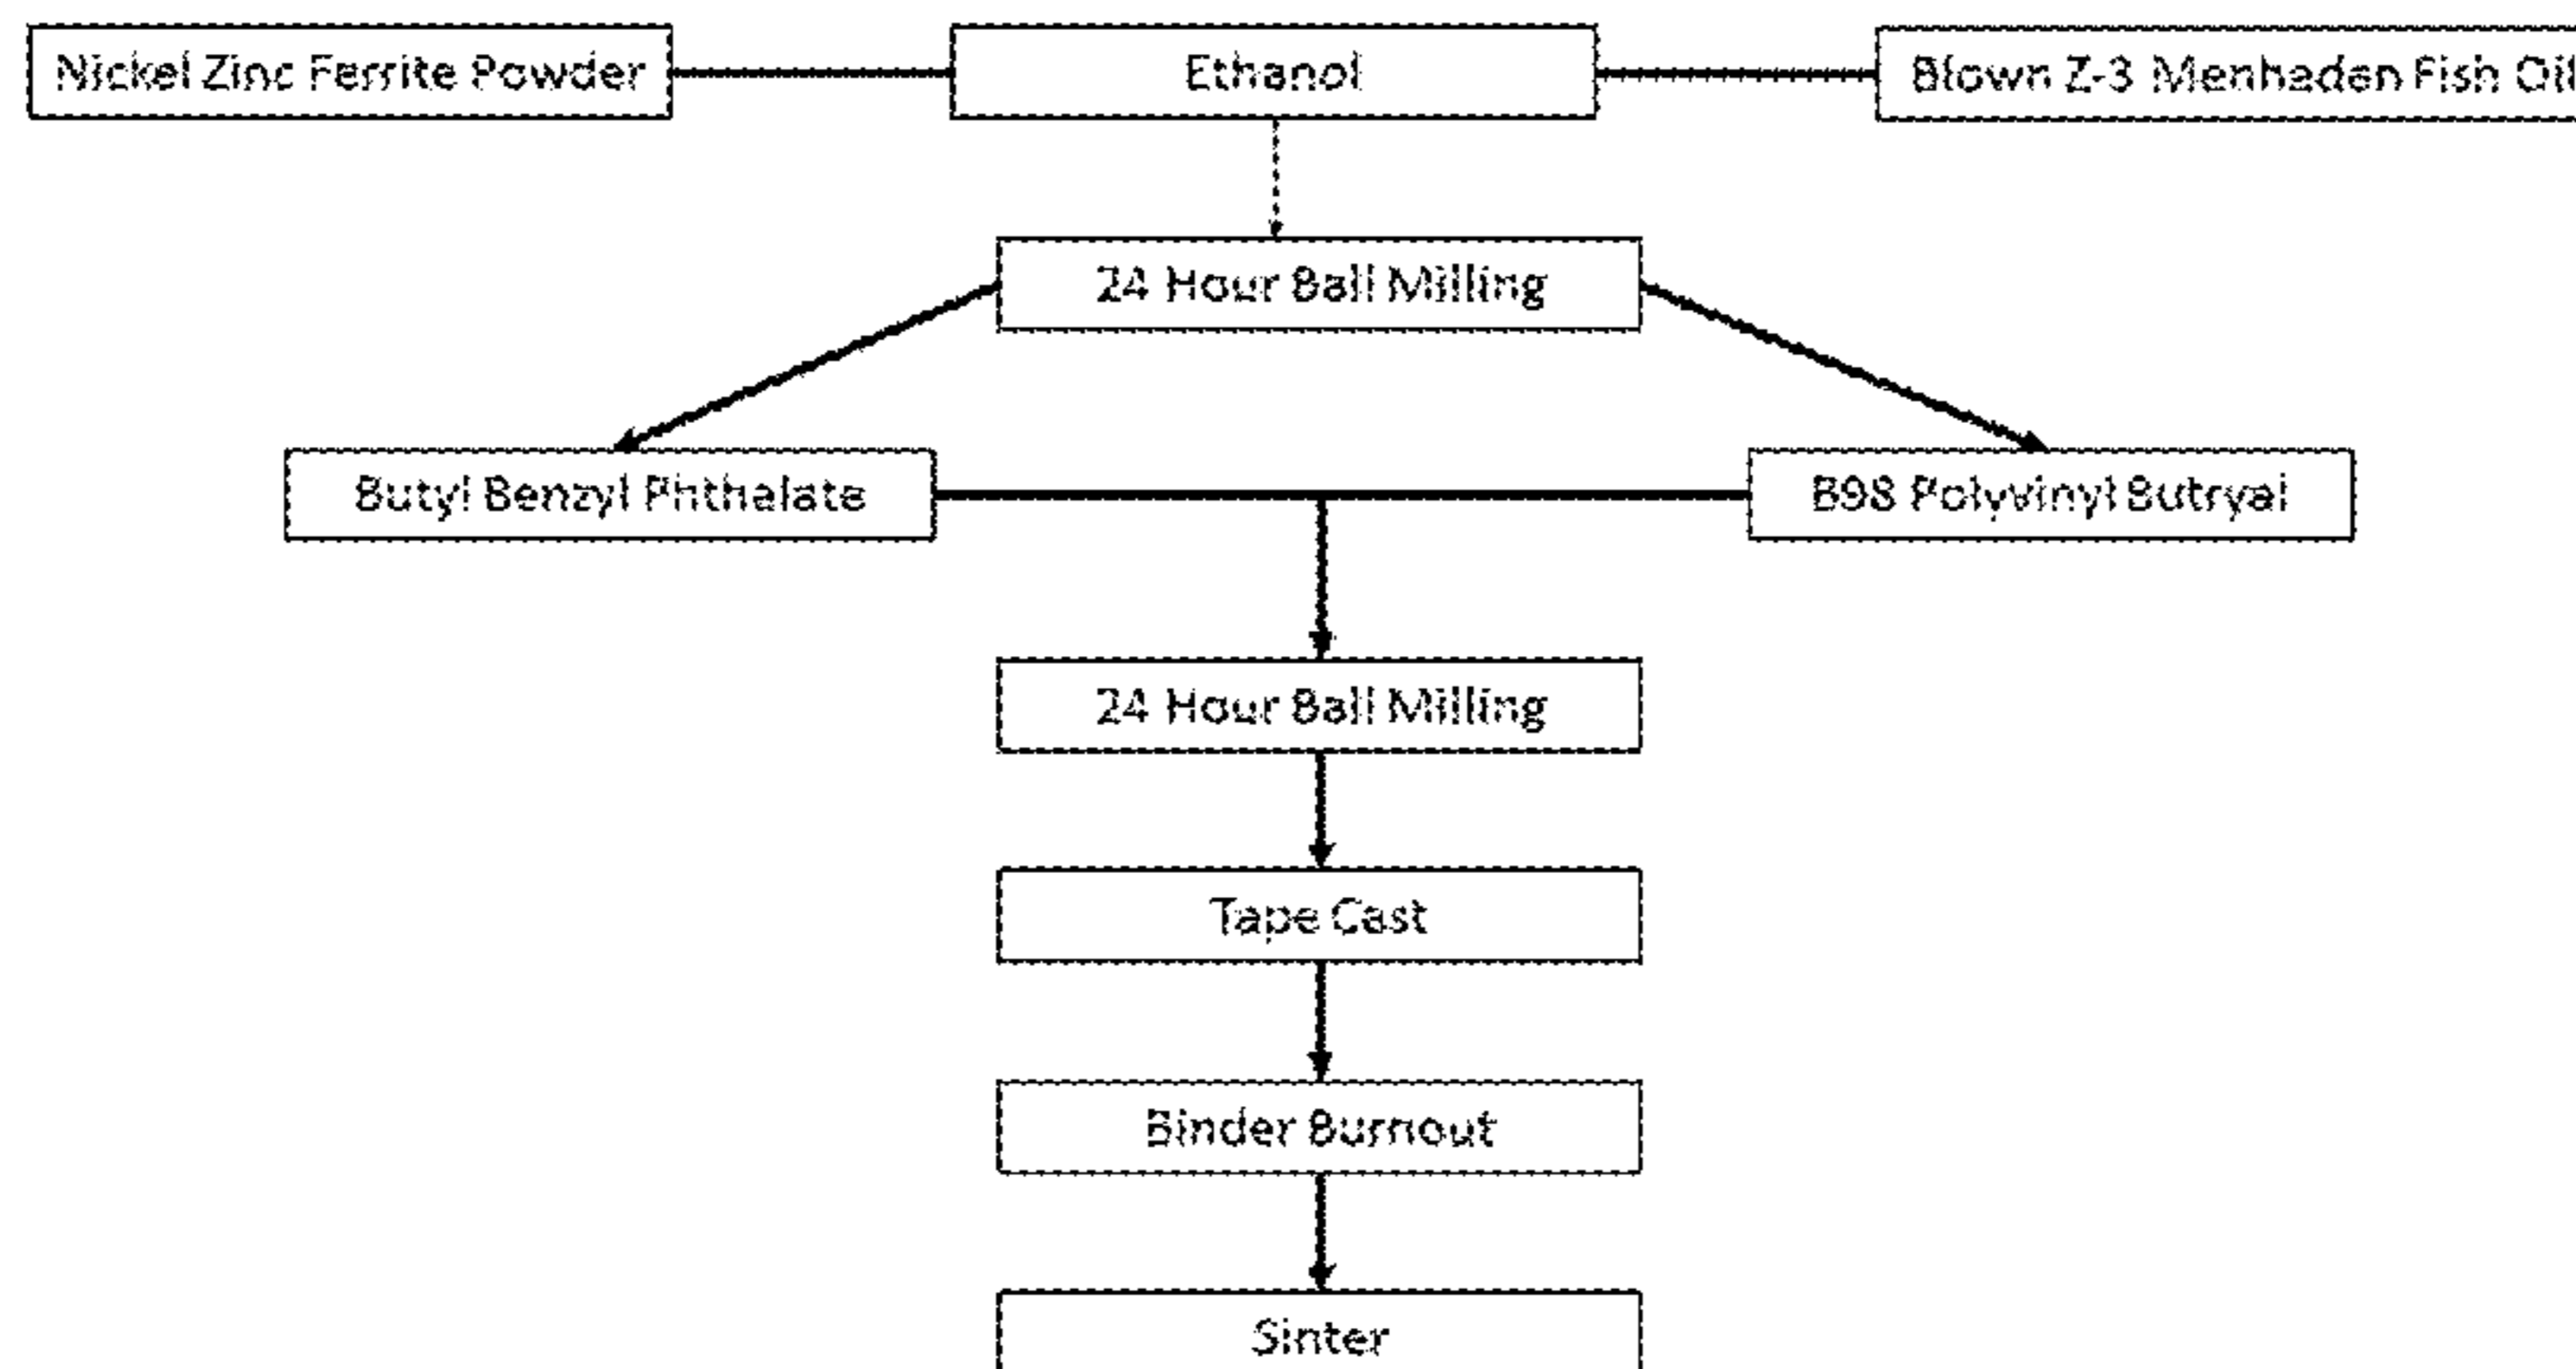 Nickel Zinc Ferrite Powder
Ethanol
Blown Z-3 Menhaden Fish Oil
24 Hour Ball Milling
Butyl Benzyl Phthalate
B98 Polyvinyl Butryal
24 Hour Ball Milling
Tape Cast
Binder Burnout
Sinter